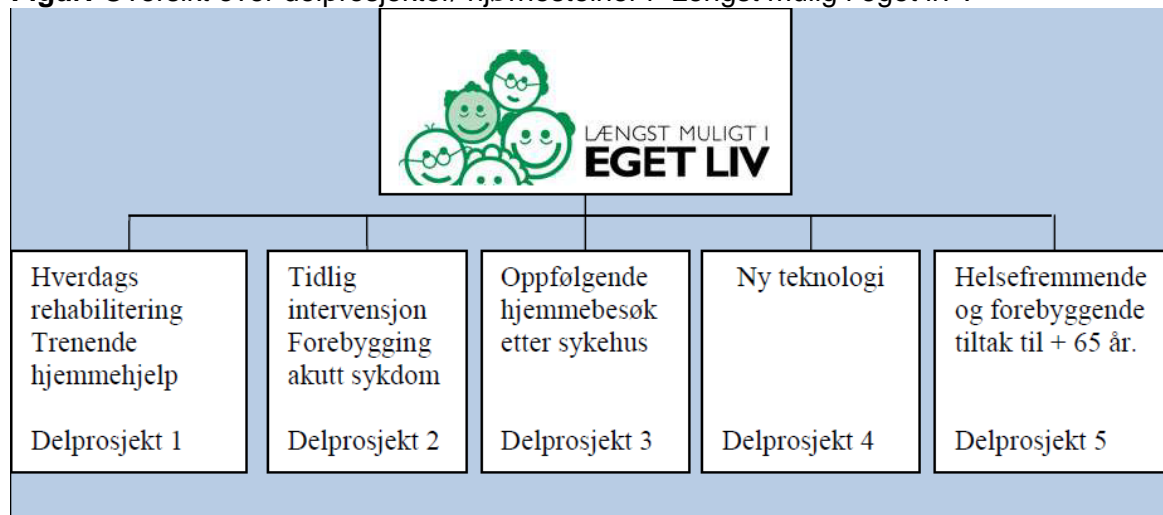 LÆNGST MULIGT I
EGET LIV
Hverdags
rehabilitering
Trenende
hjemmehjelp
Delprosjekt 1
Tidlig
intervensjon
Forebygging
akutt sykdom
Delprosjekt 2
Oppfølgende
hjemmebesøk
etter sykehus
Delprosjekt 3
Ny teknologi
Delprosjekt 4
Helsefremmende
og forebyggende
tiltak til + 65 år.
Delprosjekt 5